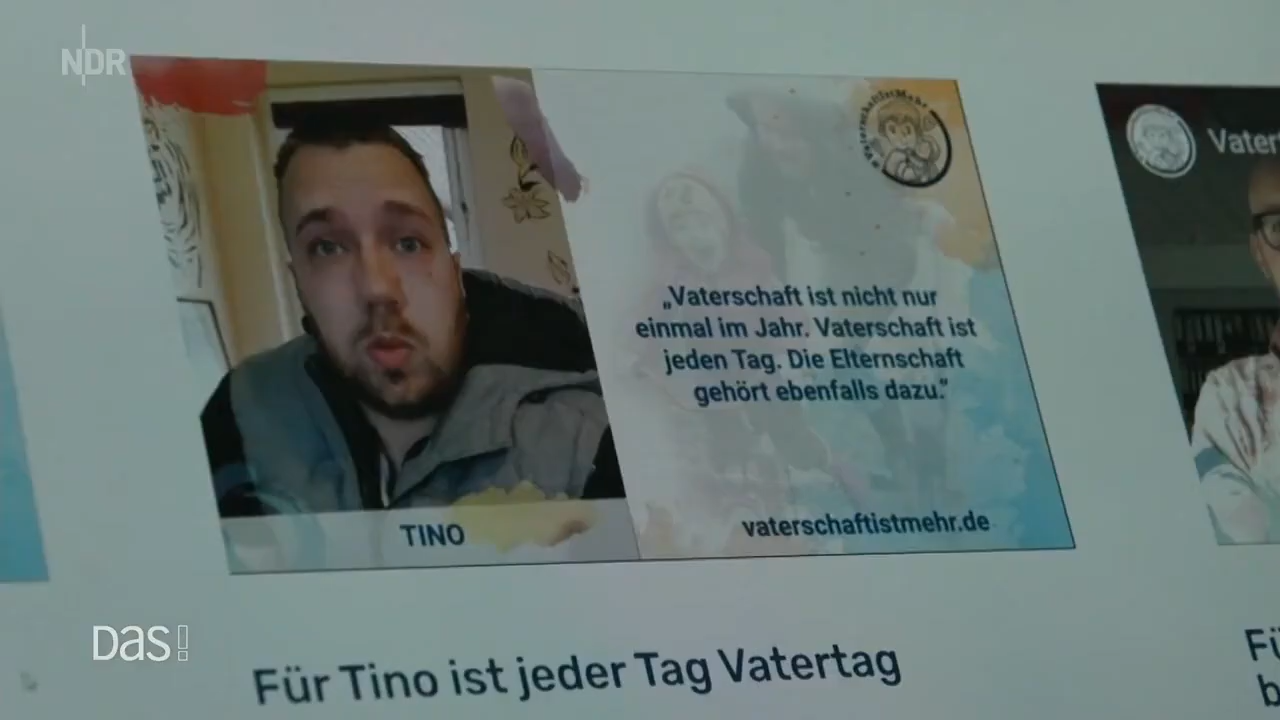 NDR
VaterschaftIstMehr
Vater
„Vaterschaft ist nicht nur
einmal im Jahr. Vaterschaft ist
jeden Tag. Die Elternschaft
gehört ebenfalls dazu.“
TINO
vaterschaftistmehr.de
Das!
Für Tino ist jeder Tag Vatertag
Fü
b